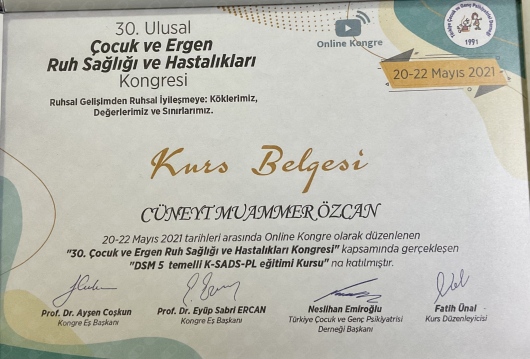 30. Ulusal
Çocuk ve Ergen
Ruh Sağlığı ve Hastalıkları
Kongresi
Ruhsal Gelişimden Ruhsal İyileşmeye: Köklerimiz,
Değerlerimiz ve Sınırlarımız.
Online Kongre
1991
20-22 Mayıs 2021
Kurs Belgesi
CÜNEYT MUAMMER ÖZCAN
20-22 Mayıs 2021 tarihleri arasında Online Kongre olarak düzenlenen
"30. Çocuk ve Ergen Ruh Sağlığı ve Hastalıkları Kongresi" kapsamında gerçekleşen
"DSM 5 temelli K-SADS-PL eğitimi Kursu" na katılmıştır.
Prof. Dr. Ayşen Coşkun
Kongre Eş Başkanı
Prof. Dr. Eyüp Sabri ERCAN
Kongre Eş Başkanı
Neslihan Emiroğlu
Türkiye Çocuk ve Genç Psikiyatrisi
Derneği Başkanı
Fatih Ünal
Kurs Düzenleyicisi